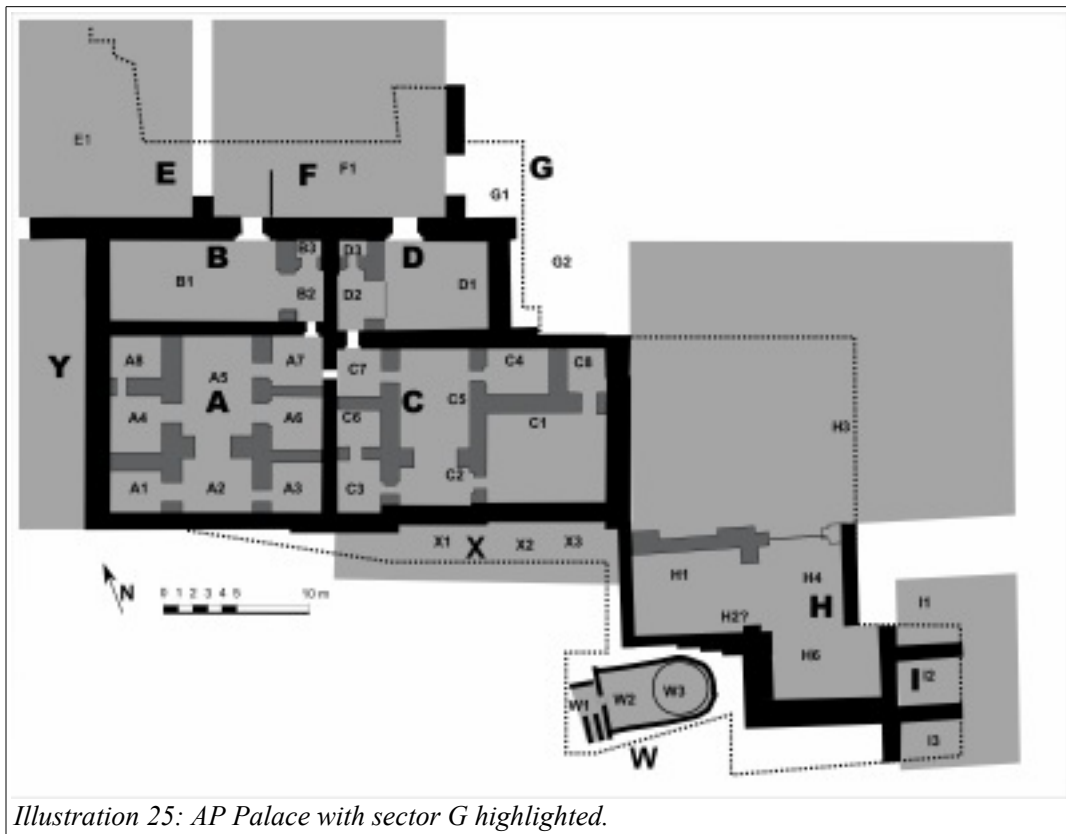 E1
E
F
F1
G
G1
G2
B
B1
B2
B3
D3
D
D2
D1
Y
A8
A5
A7
A
A4
A6
A1
A2
A3
C7
C
C5
C4
C8
C6
C1
C2
C3
X1
X
X2
X3
H3
H1
H4
H2?
H
H6
I1
I
I2
I3
N
0 1 2 3 4 5 10 m
W1
W2
W3
W
Illustration 25: AP Palace with sector G highlighted.